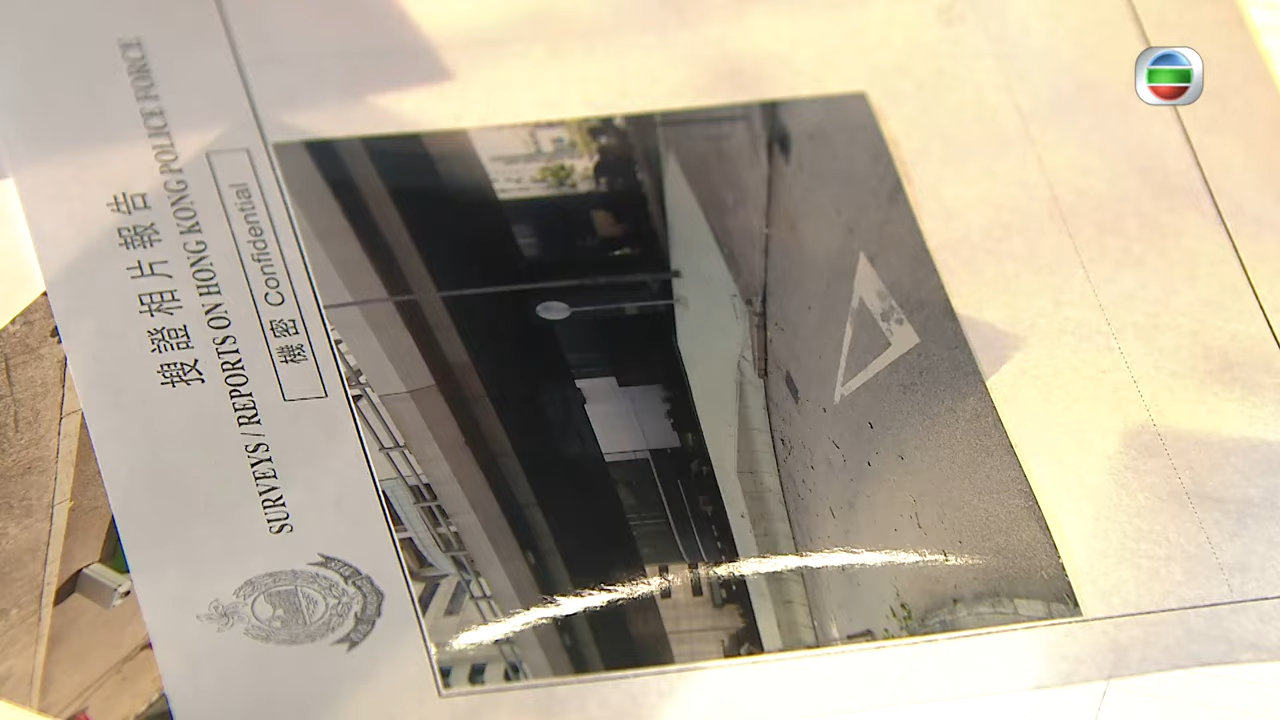 搜證相片報告
SURVEYS / REPORTS ON HONG KONG POLICE FORCE
機密 Confidential